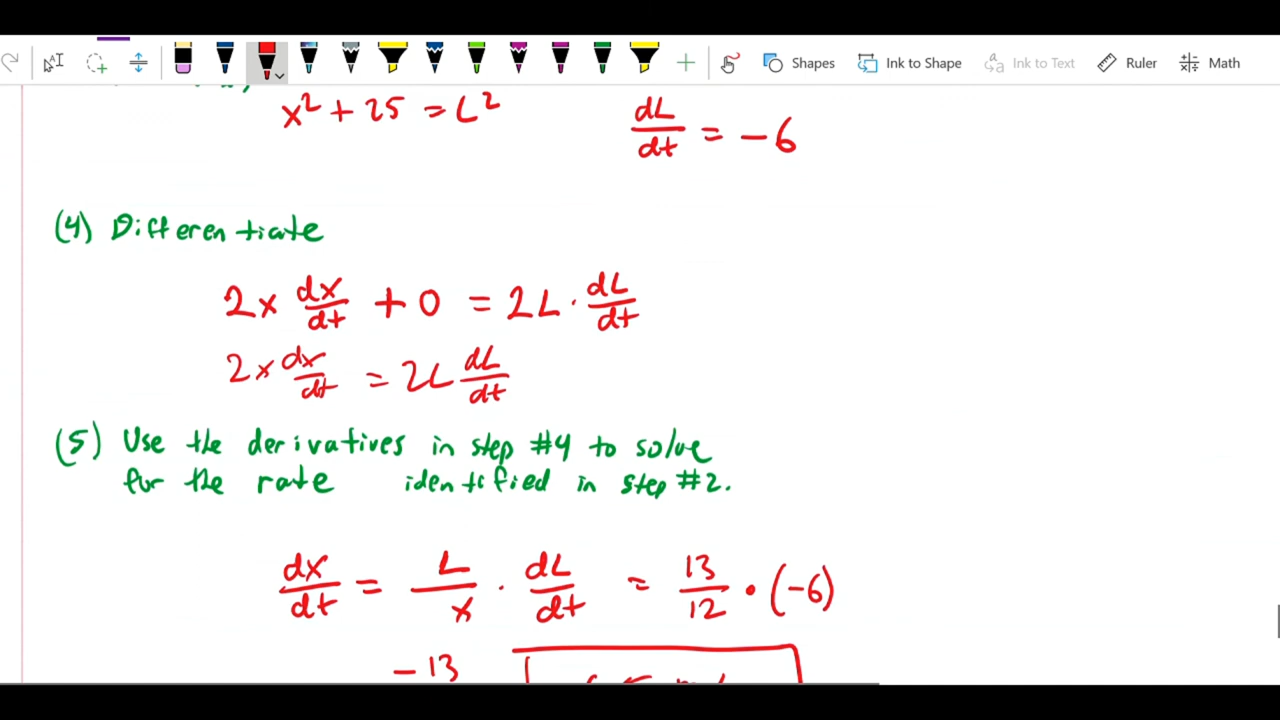 Shapes Ink to Shape Ink to Text Ruler Math
x² + 25 = L²
dL/dt = -6
(4) Differentiate
2x dx/dt + 0 = 2L · dL/dt
2x dx/dt = 2L dL/dt
(5) Use the derivatives in step #4 to solve
for the rate identified in step #2.
dx/dt = L/x · dL/dt = 13/12 • (-6)
-13